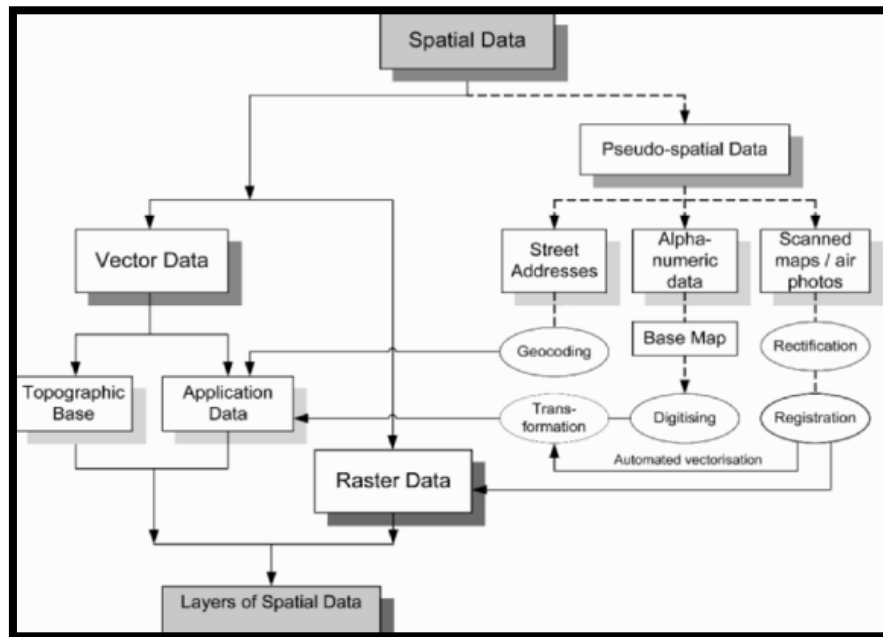 Spatial Data
Pseudo-spatial Data
Vector Data
Street
Addresses
Alpha-
numeric
data
Scanned
maps / air
photos
Geocoding
Base Map
Rectification
Topographic
Base
Application
Data
Trans-
formation
Digitising
Registration
Automated vectorisation
Raster Data
Layers of Spatial Data